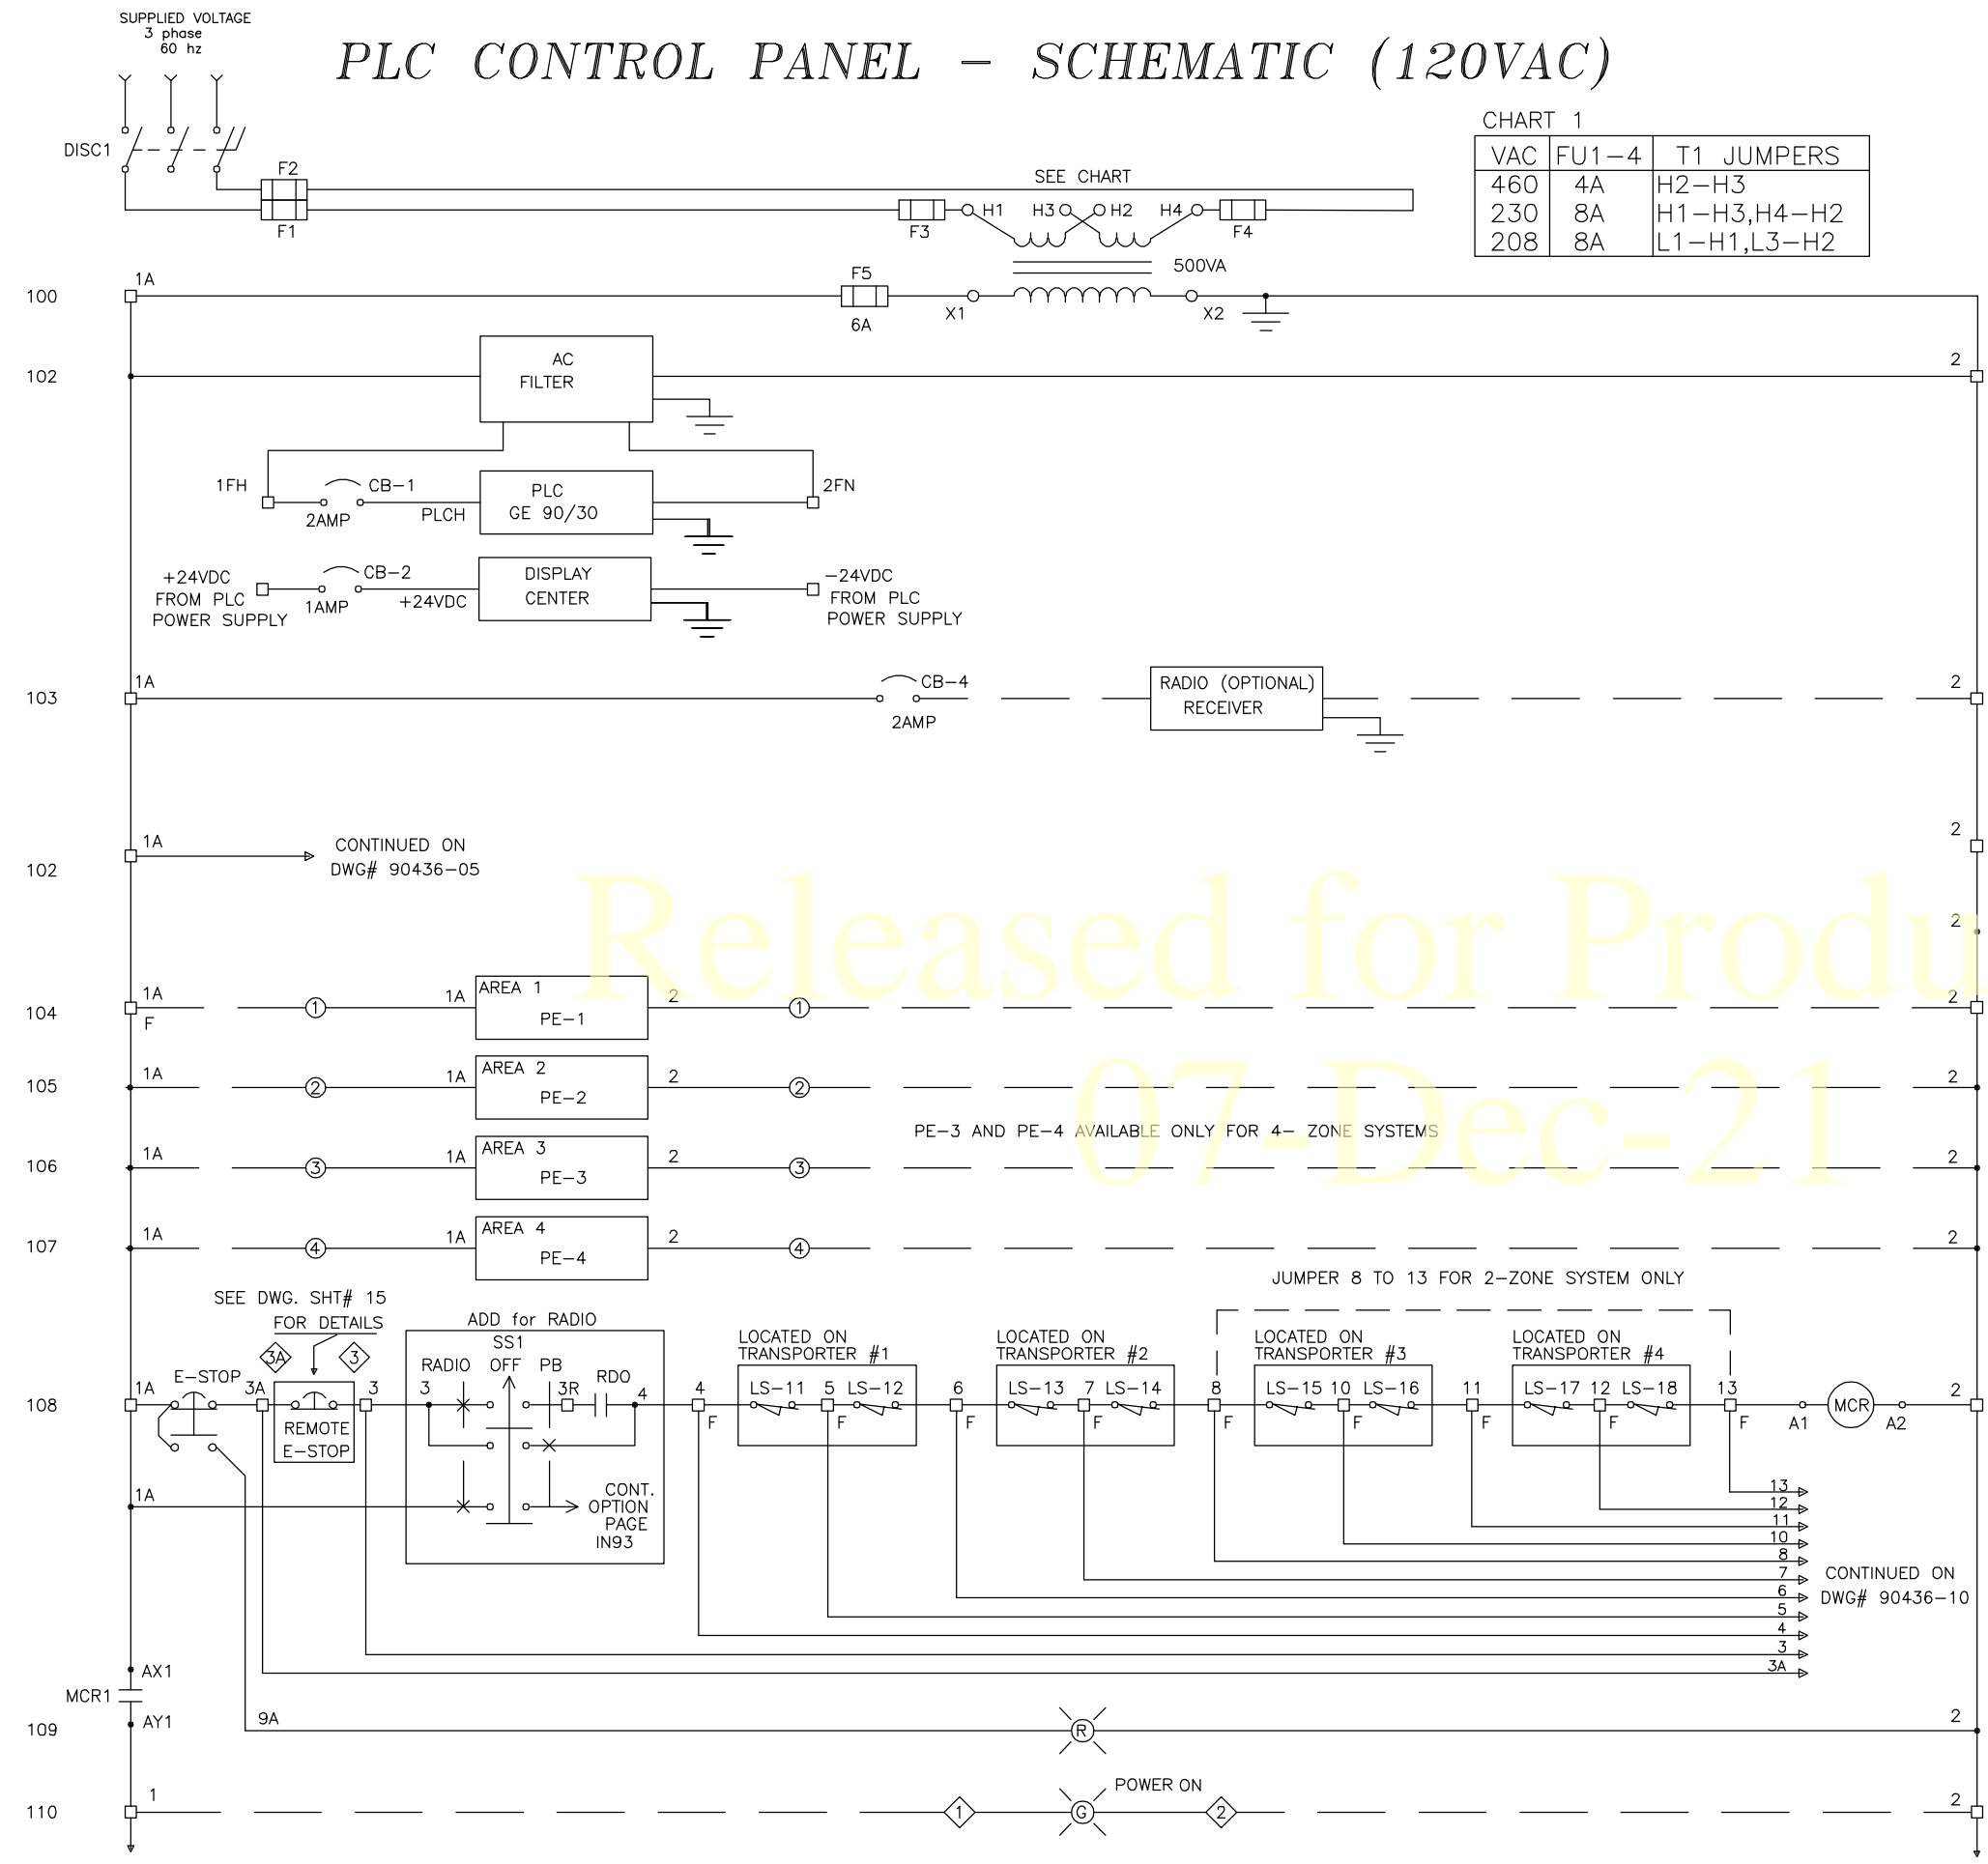 SUPPLIED VOLTAGE
3 phase
60 hz
PLC CONTROL PANEL - SCHEMATIC (120VAC)
CHART 1
VAC FU1-4 T1 JUMPERS
460 4A H2-H3
230 8A H1-H3,H4-H2
208 8A L1-H1,L3-H2
DISC1
F2
F1
SEE CHART
F3
H1
H3
H2
H4
F4
500VA
100
1A
F5
6A
X1
X2
102
AC
FILTER
2
1FH
CB-1
2AMP
PLCH
PLC
GE 90/30
2FN
+24VDC
FROM PLC
POWER SUPPLY
CB-2
1AMP
+24VDC
DISPLAY
CENTER
-24VDC
FROM PLC
POWER SUPPLY
103
1A
CB-4
2AMP
RADIO (OPTIONAL)
RECEIVER
2
102
1A
CONTINUED ON
DWG# 90436-05
2
2
Released for Produ
07-Dec-21
104
1A
F
1
1A
AREA 1
PE-1
2
1
2
105
1A
2
1A
AREA 2
PE-2
2
2
2
PE-3 AND PE-4 AVAILABLE ONLY FOR 4- ZONE SYSTEMS
106
1A
3
1A
AREA 3
PE-3
2
3
2
107
1A
4
1A
AREA 4
PE-4
2
4
2
JUMPER 8 TO 13 FOR 2-ZONE SYSTEM ONLY
SEE DWG. SHT# 15
FOR DETAILS
3A
3
ADD for RADIO
SS1
RADIO OFF PB
RDO
LOCATED ON
TRANSPORTER #1
LOCATED ON
TRANSPORTER #2
LOCATED ON
TRANSPORTER #3
LOCATED ON
TRANSPORTER #4
108
1A
E-STOP
3A
REMOTE
E-STOP
3
3
3R
4
4
F
LS-11
5
F
LS-12
6
F
LS-13
7
F
LS-14
8
F
LS-15
10
F
LS-16
11
F
LS-17
12
F
LS-18
13
F
A1
MCR
A2
2
1A
CONT.
OPTION
PAGE
IN93
13
12
11
10
8
7
6
5
4
3
3A
CONTINUED ON
DWG# 90436-10
AX1
MCR1
AY1
109
9A
R
2
110
1
1
G
POWER ON
2
2